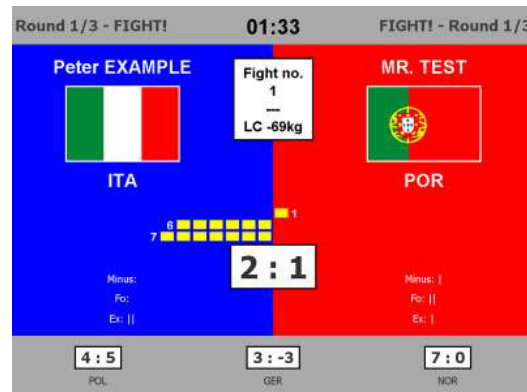 Round 1/3 - FIGHT!
01:33
FIGHT! - Round 1/3
Peter EXAMPLE
Fight no.
1
---
LC -69kg
MR. TEST
ITA
POR
1
6
7
2 : 1
Minus:
Fo:
Ex: ||
Minus: |
Fo: ||
Ex: |
4 : 5
3 : -3
7 : 0
POL
GER
NOR